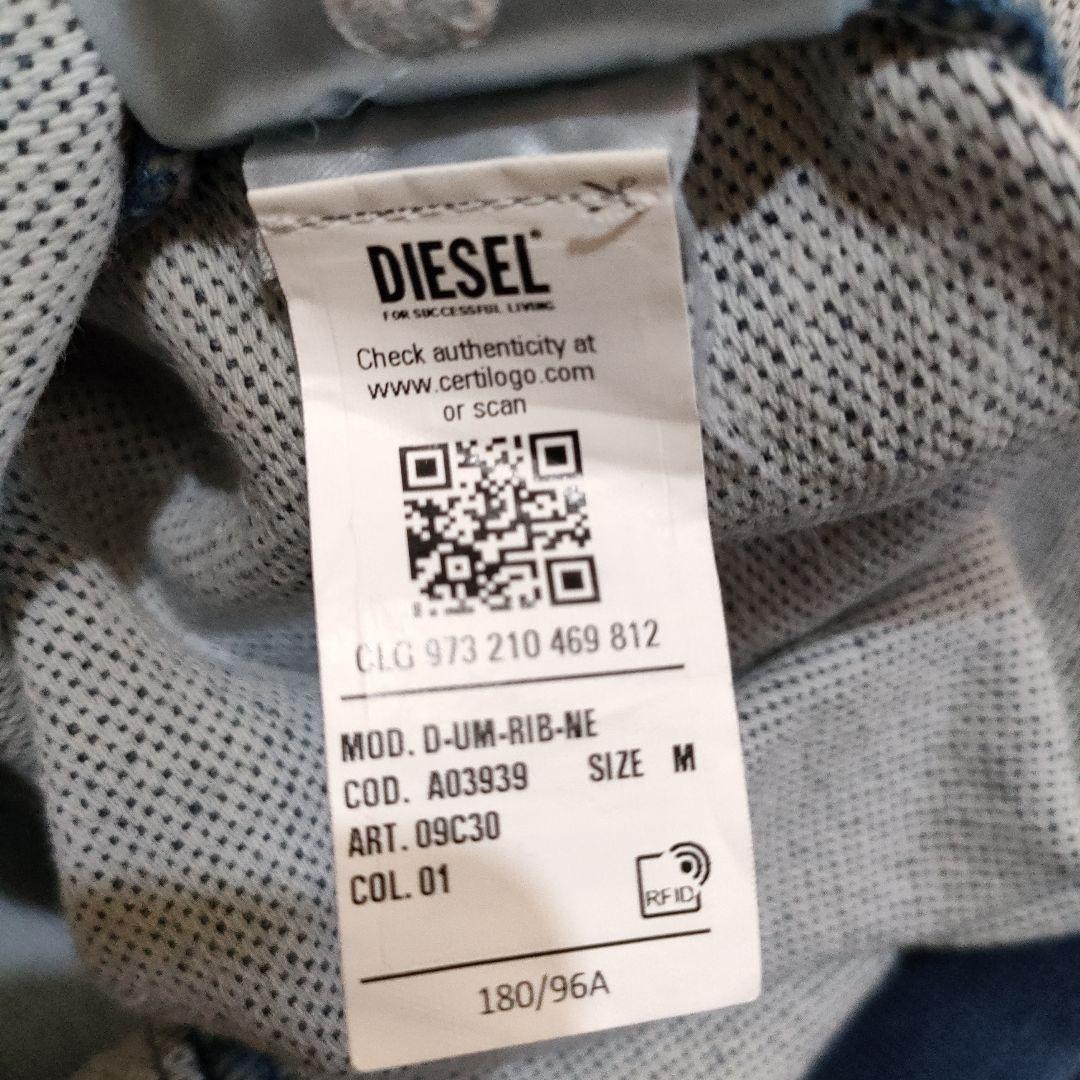 DIESEL
FOR SUCCESSFUL LIVING
Check authenticity at
www.certilogo.com
or scan
CLG 973 210 469 812
MOD. D-UM-RIB-NE
COD. A03939 SIZE M
ART. 09C30
COL. 01
RFID
180/96A